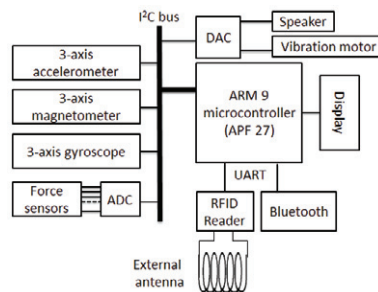 I²C bus
DAC
Speaker
Vibration motor
3-axis
accelerometer
3-axis
magnetometer
3-axis gyroscope
Force
sensors
ADC
ARM 9
microcontroller
(APF 27)
Display
UART
RFID
Reader
Bluetooth
External
antenna